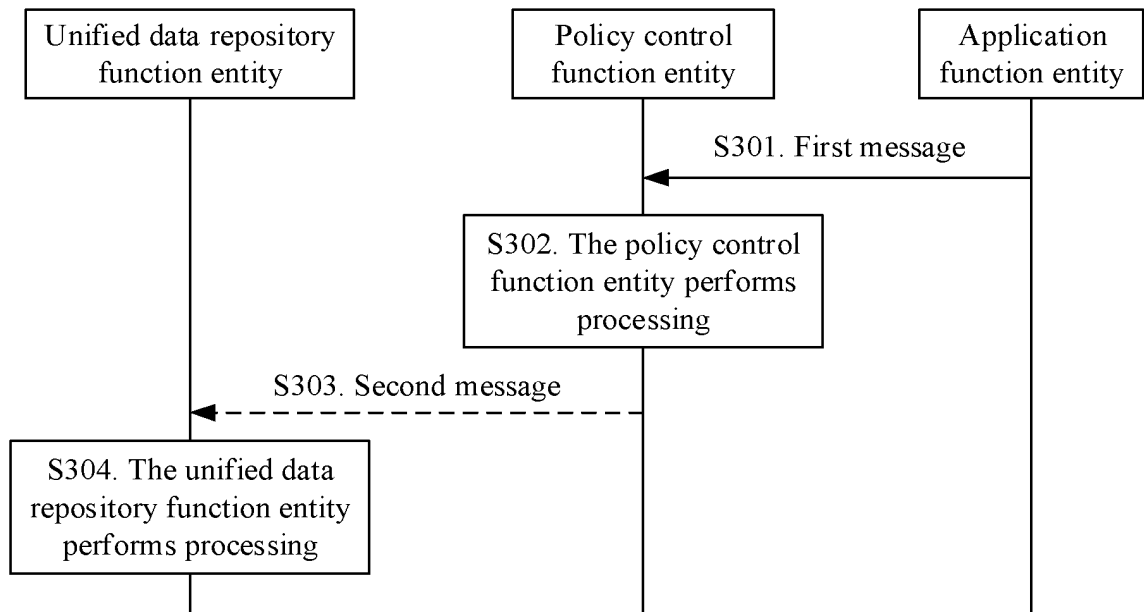 Unified data repository
function entity
Policy control
function entity
Application
function entity
S301. First message
S302. The policy control
function entity performs
processing
S303. Second message
S304. The unified data
repository function entity
performs processing